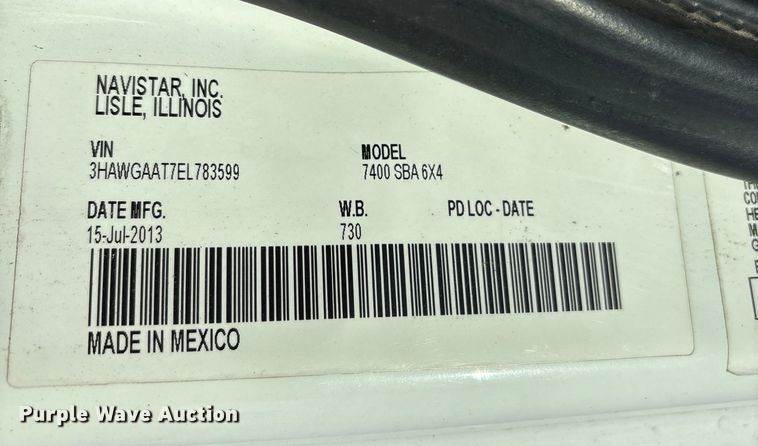 NAVISTAR, INC.
LISLE, ILLINOIS
VIN MODEL
3HAWGAAT7EL783599 7400 SBA 6X4
DATE MFG. W.B. PD LOC - DATE
15-Jul-2013 730
MADE IN MEXICO
Purple Wave Auction